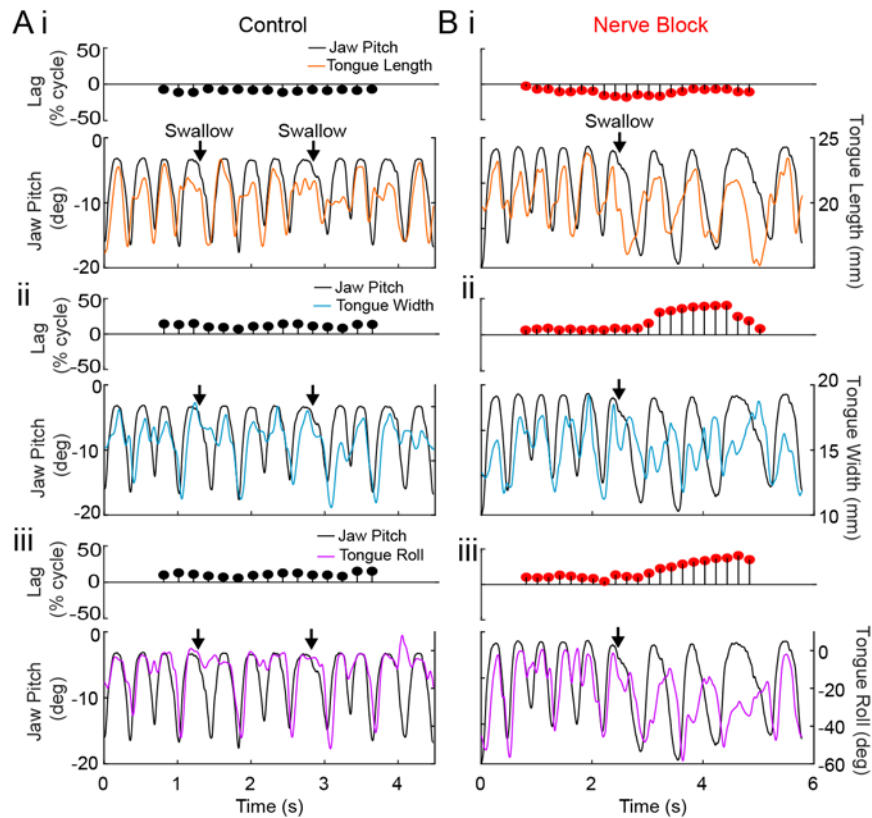 A i
Control
B i
Nerve Block
50
0
-50
Lag
(% cycle)
Jaw Pitch
Tongue Length
Swallow
Swallow
Swallow
0
-10
-20
Jaw Pitch
(deg)
25
20
Tongue Length
(mm)
ii
ii
50
0
-50
Lag
(% cycle)
Jaw Pitch
Tongue Width
0
-10
-20
Jaw Pitch
(deg)
20
15
10
Tongue Width
(mm)
iii
iii
50
0
-50
Lag
(% cycle)
Jaw Pitch
Tongue Roll
0
-10
-20
Jaw Pitch
(deg)
0
-20
-40
-60
Tongue
Roll (deg)
0 1 2 3 4
0 2 4 6
Time (s)
Time (s)